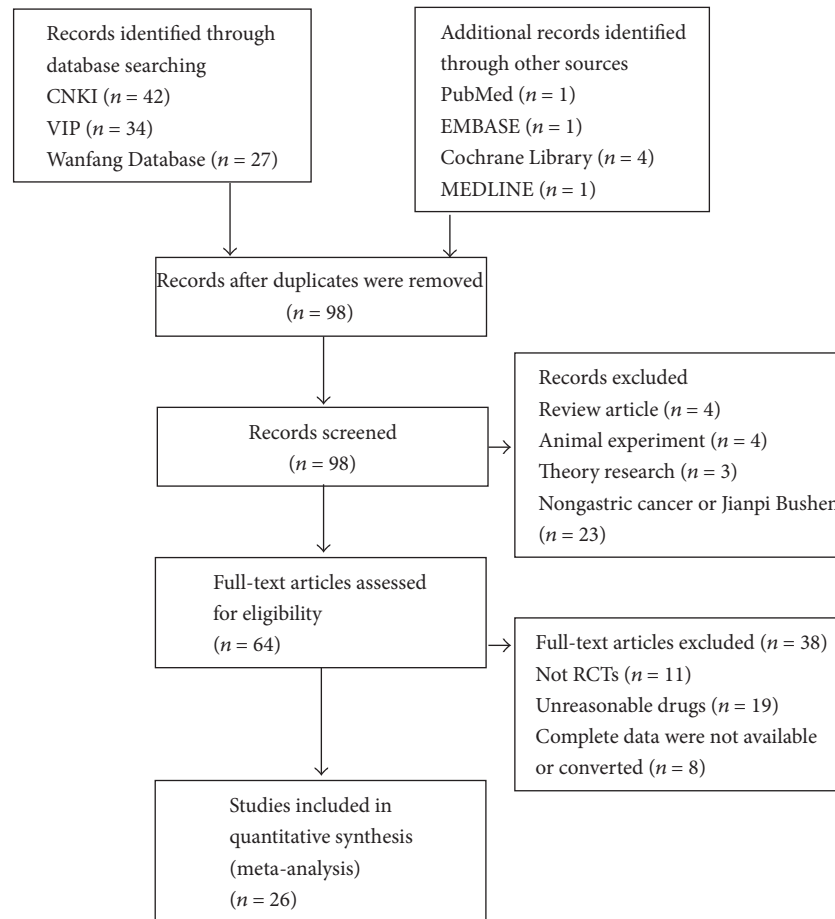 Records identified through
database searching
CNKI (n = 42)
VIP (n = 34)
Wanfang Database (n = 27)
Additional records identified
through other sources
PubMed (n = 1)
EMBASE (n = 1)
Cochrane Library (n = 4)
MEDLINE (n = 1)
Records after duplicates were removed
(n = 98)
Records screened
(n = 98)
Records excluded
Review article (n = 4)
Animal experiment (n = 4)
Theory research (n = 3)
Nongastric cancer or Jianpi Bushen
(n = 23)
Full-text articles assessed
for eligibility
(n = 64)
Full-text articles excluded (n = 38)
Not RCTs (n = 11)
Unreasonable drugs (n = 19)
Complete data were not available
or converted (n = 8)
Studies included in
quantitative synthesis
(meta-analysis)
(n = 26)